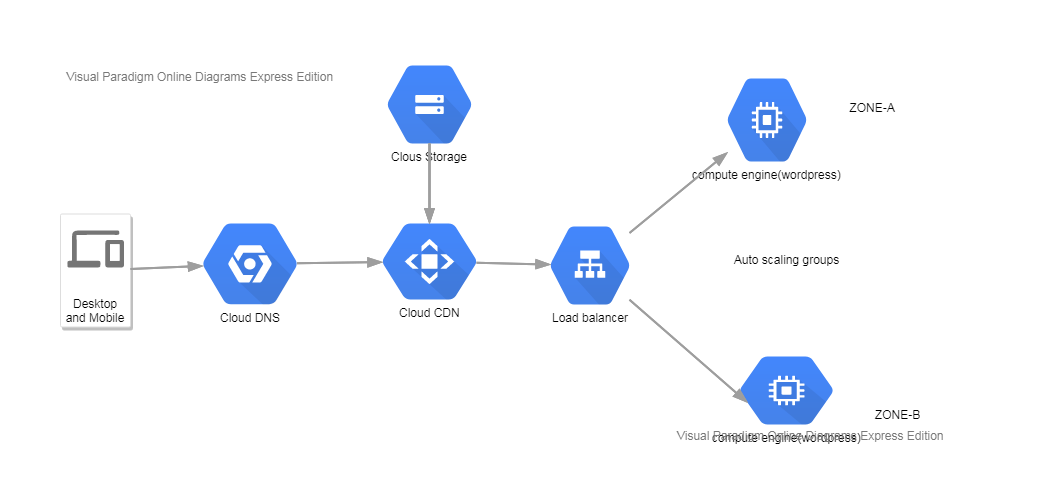 Visual Paradigm Online Diagrams Express Edition
Clous Storage
ZONE-A
compute engine(wordpress)
Desktop
and Mobile
Cloud DNS
Cloud CDN
Load balancer
Auto scaling groups
ZONE-B
Visual Paradigm Online Diagrams Express Edition
compute engine(wordpress)